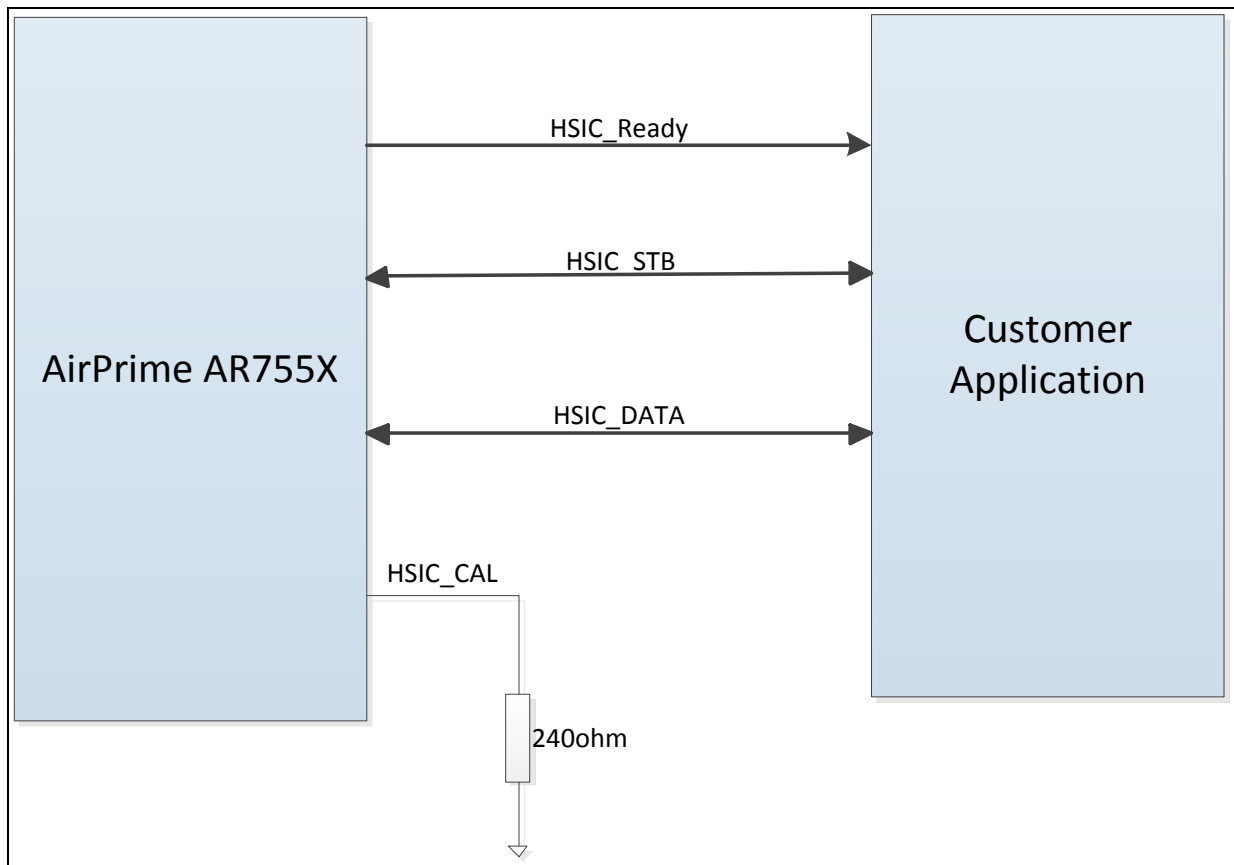 HSIC_Ready
HSIC_STB
AirPrime AR755X
Customer
Application
HSIC_DATA
HSIC_CAL
240ohm